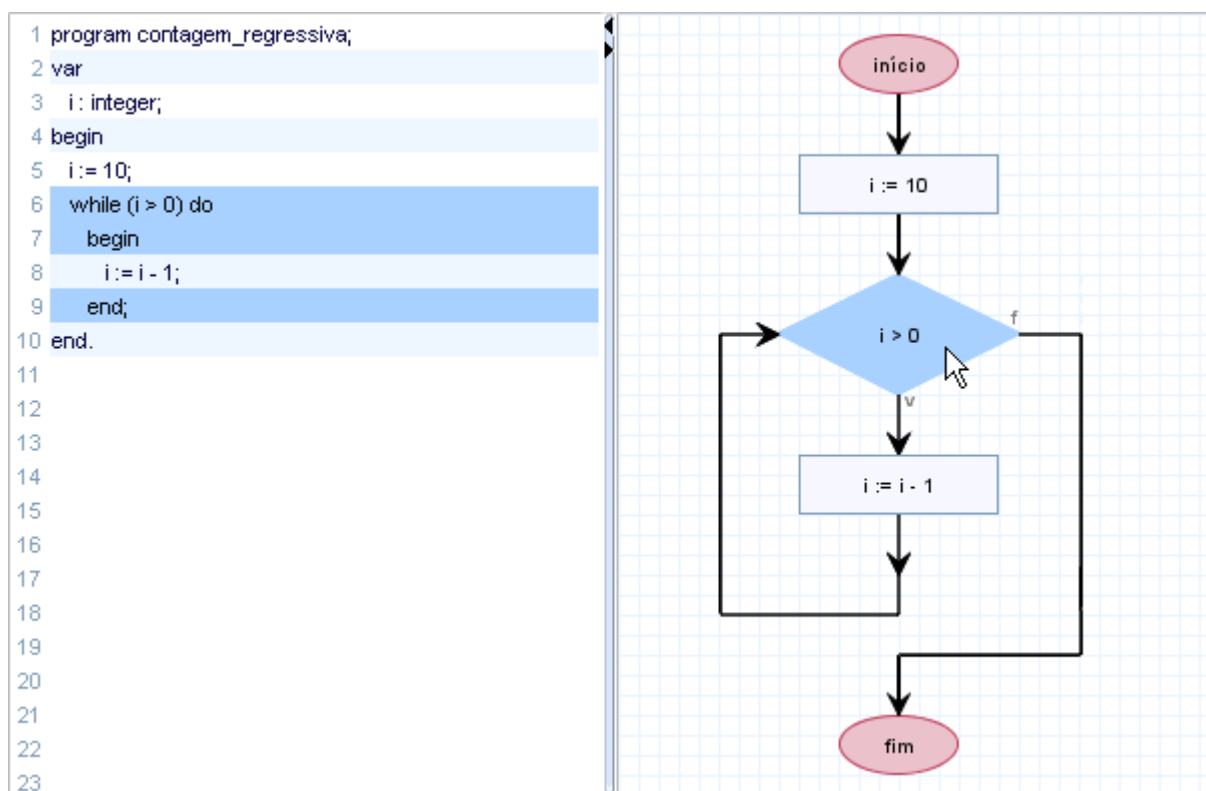 1 program contagem_regressiva;
2 var
3 i : integer;
4 begin
5 i := 10;
6 while (i > 0) do
7 begin
8 i := i - 1;
9 end;
10 end.
11
12
13
14
15
16
17
18
19
20
21
22
23
início
i := 10
i > 0
f
v
i := i - 1
fim